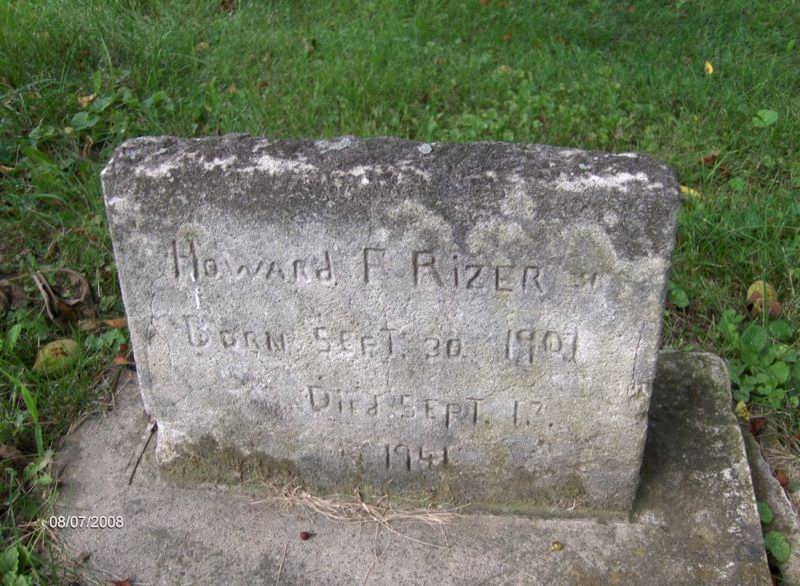 Howard F RIZER
Born SEPT. 30 1901
Died SEPT. 17.
1941
08/07/2008